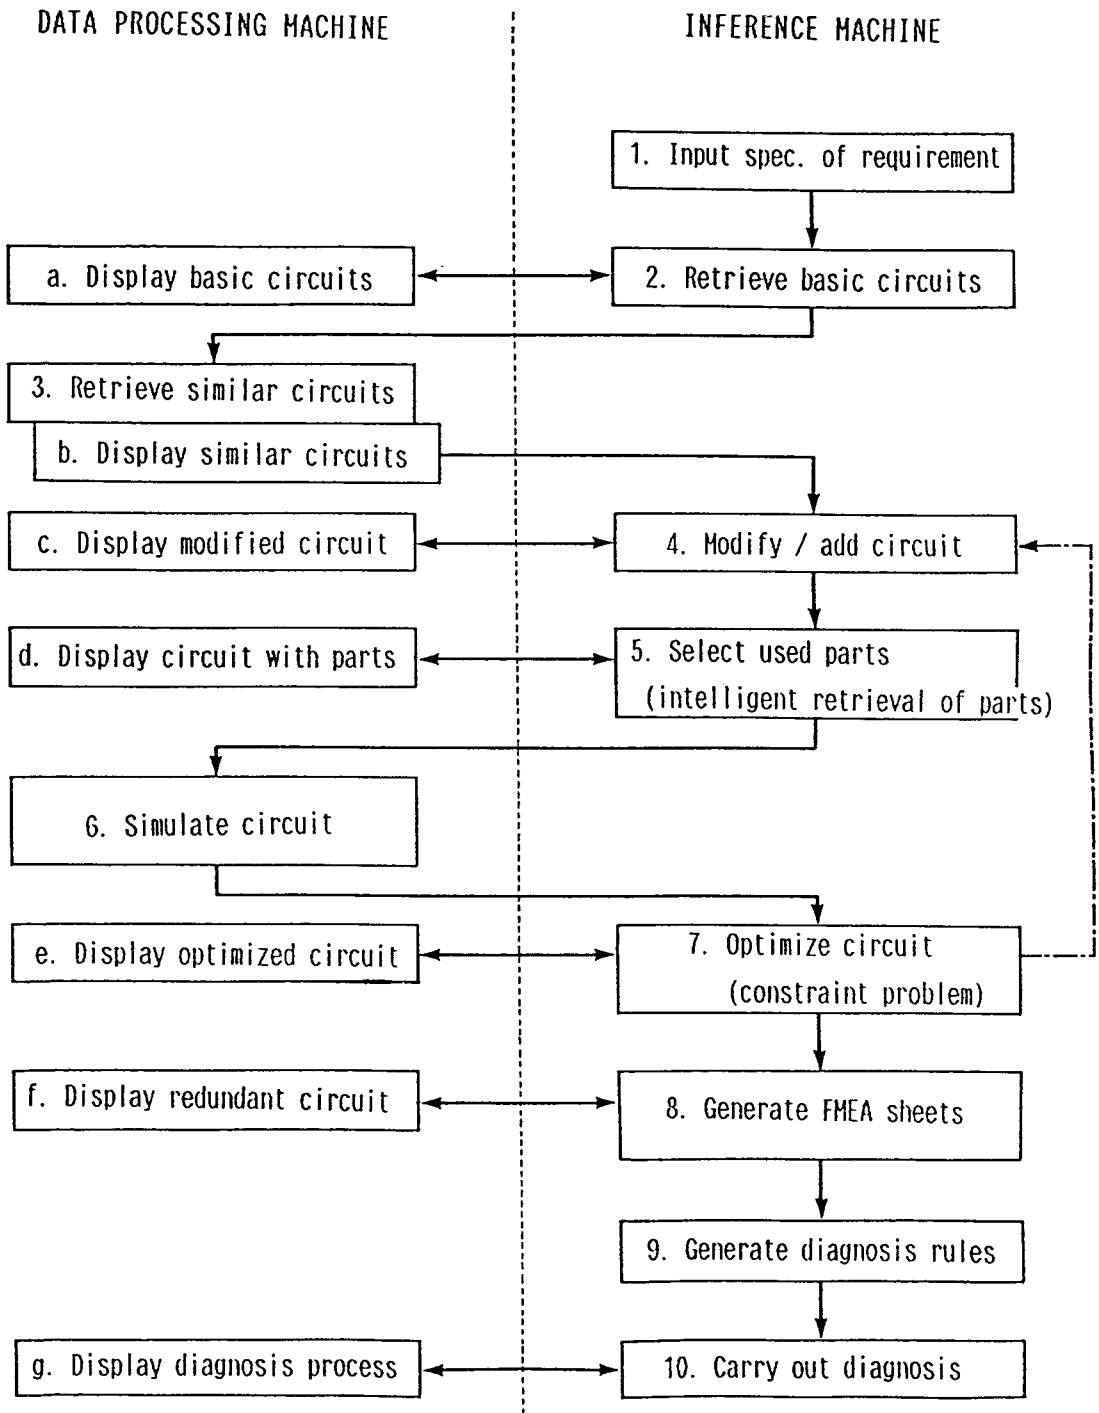 DATA PROCESSING MACHINE
INFERENCE MACHINE
1. Input spec. of requirement
a. Display basic circuits
2. Retrieve basic circuits
3. Retrieve similar circuits
b. Display similar circuits
c. Display modified circuit
4. Modify / add circuit
d. Display circuit with parts
5. Select used parts
(intelligent retrieval of parts)
6. Simulate circuit
e. Display optimized circuit
7. Optimize circuit
(constraint problem)
f. Display redundant circuit
8. Generate FMEA sheets
9. Generate diagnosis rules
g. Display diagnosis process
10. Carry out diagnosis